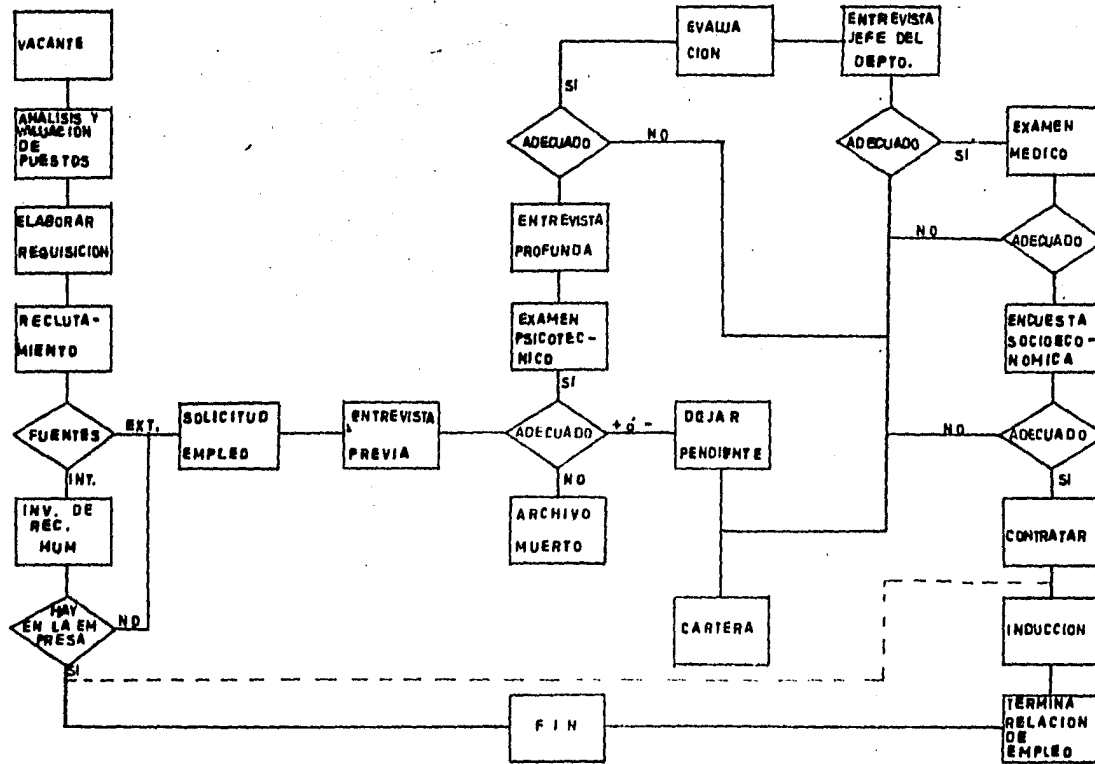 VACANTE
ANALISIS Y
VALUACION
DE
PUESTOS
ELABORAR
REQUISICION
RECLUTA-
MIENTO
FUENTES
EXT.
INT.
INV. DE
REC.
HUM
HAY
EN LA EM
PRESA
NO
SI
SOLICITUD
EMPLEO
ENTREVISTA
PREVIA
ADECUADO
+ ó -
NO
SI
ARCHIVO
MUERTO
EXAMEN
PSICOTEC-
NICO
ENTREVISTA
PROFUNDA
ADECUADO
NO
SI
EVALUA
CION
ENTREVISTA
JEFE DEL
DEPTO.
ADECUADO
SI
EXAMEN
MEDICO
ADECUADO
NO
ENCUESTA
SOCIOECO-
NOMICA
ADECUADO
NO
SI
CONTRATAR
INDUCCION
TERMINA
RELACION
DE
EMPLEO
DEJAR
PENDIENTE
CARTERA
FIN